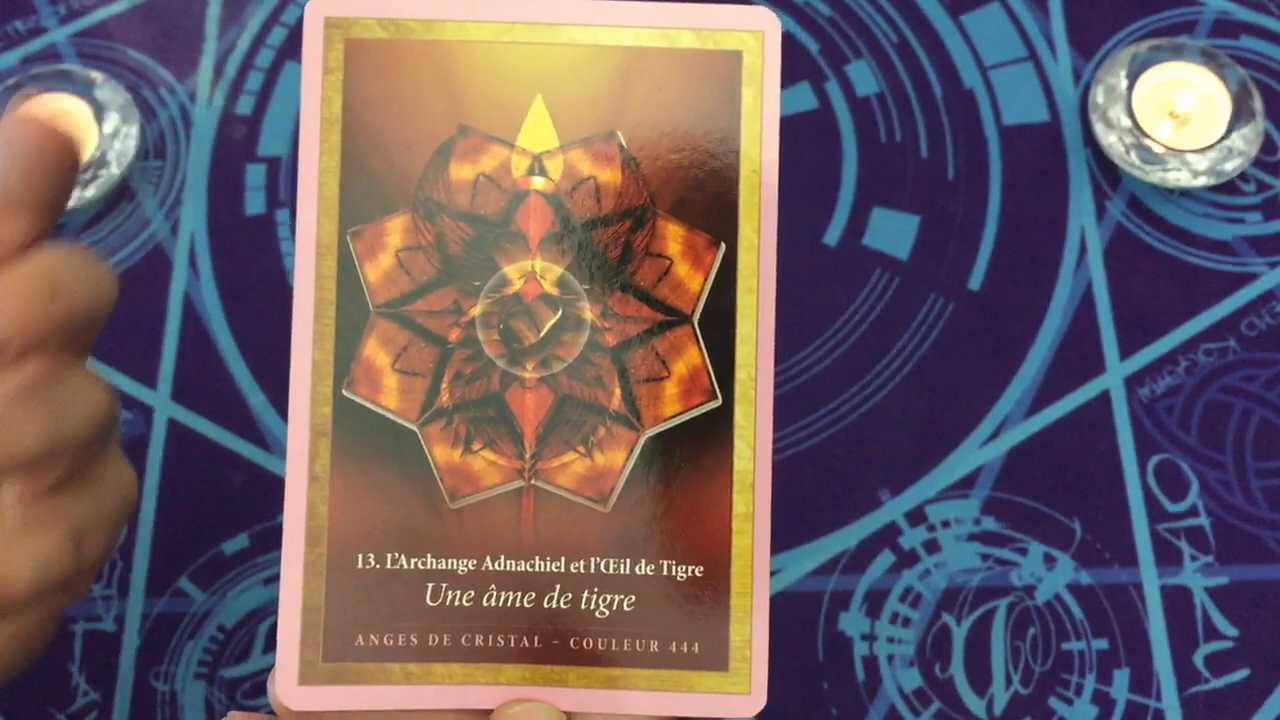 13. L'Archange Adnachiel et l'Œil de Tigre
Une âme de tigre
ANGES DE CRISTAL – COULEUR 444